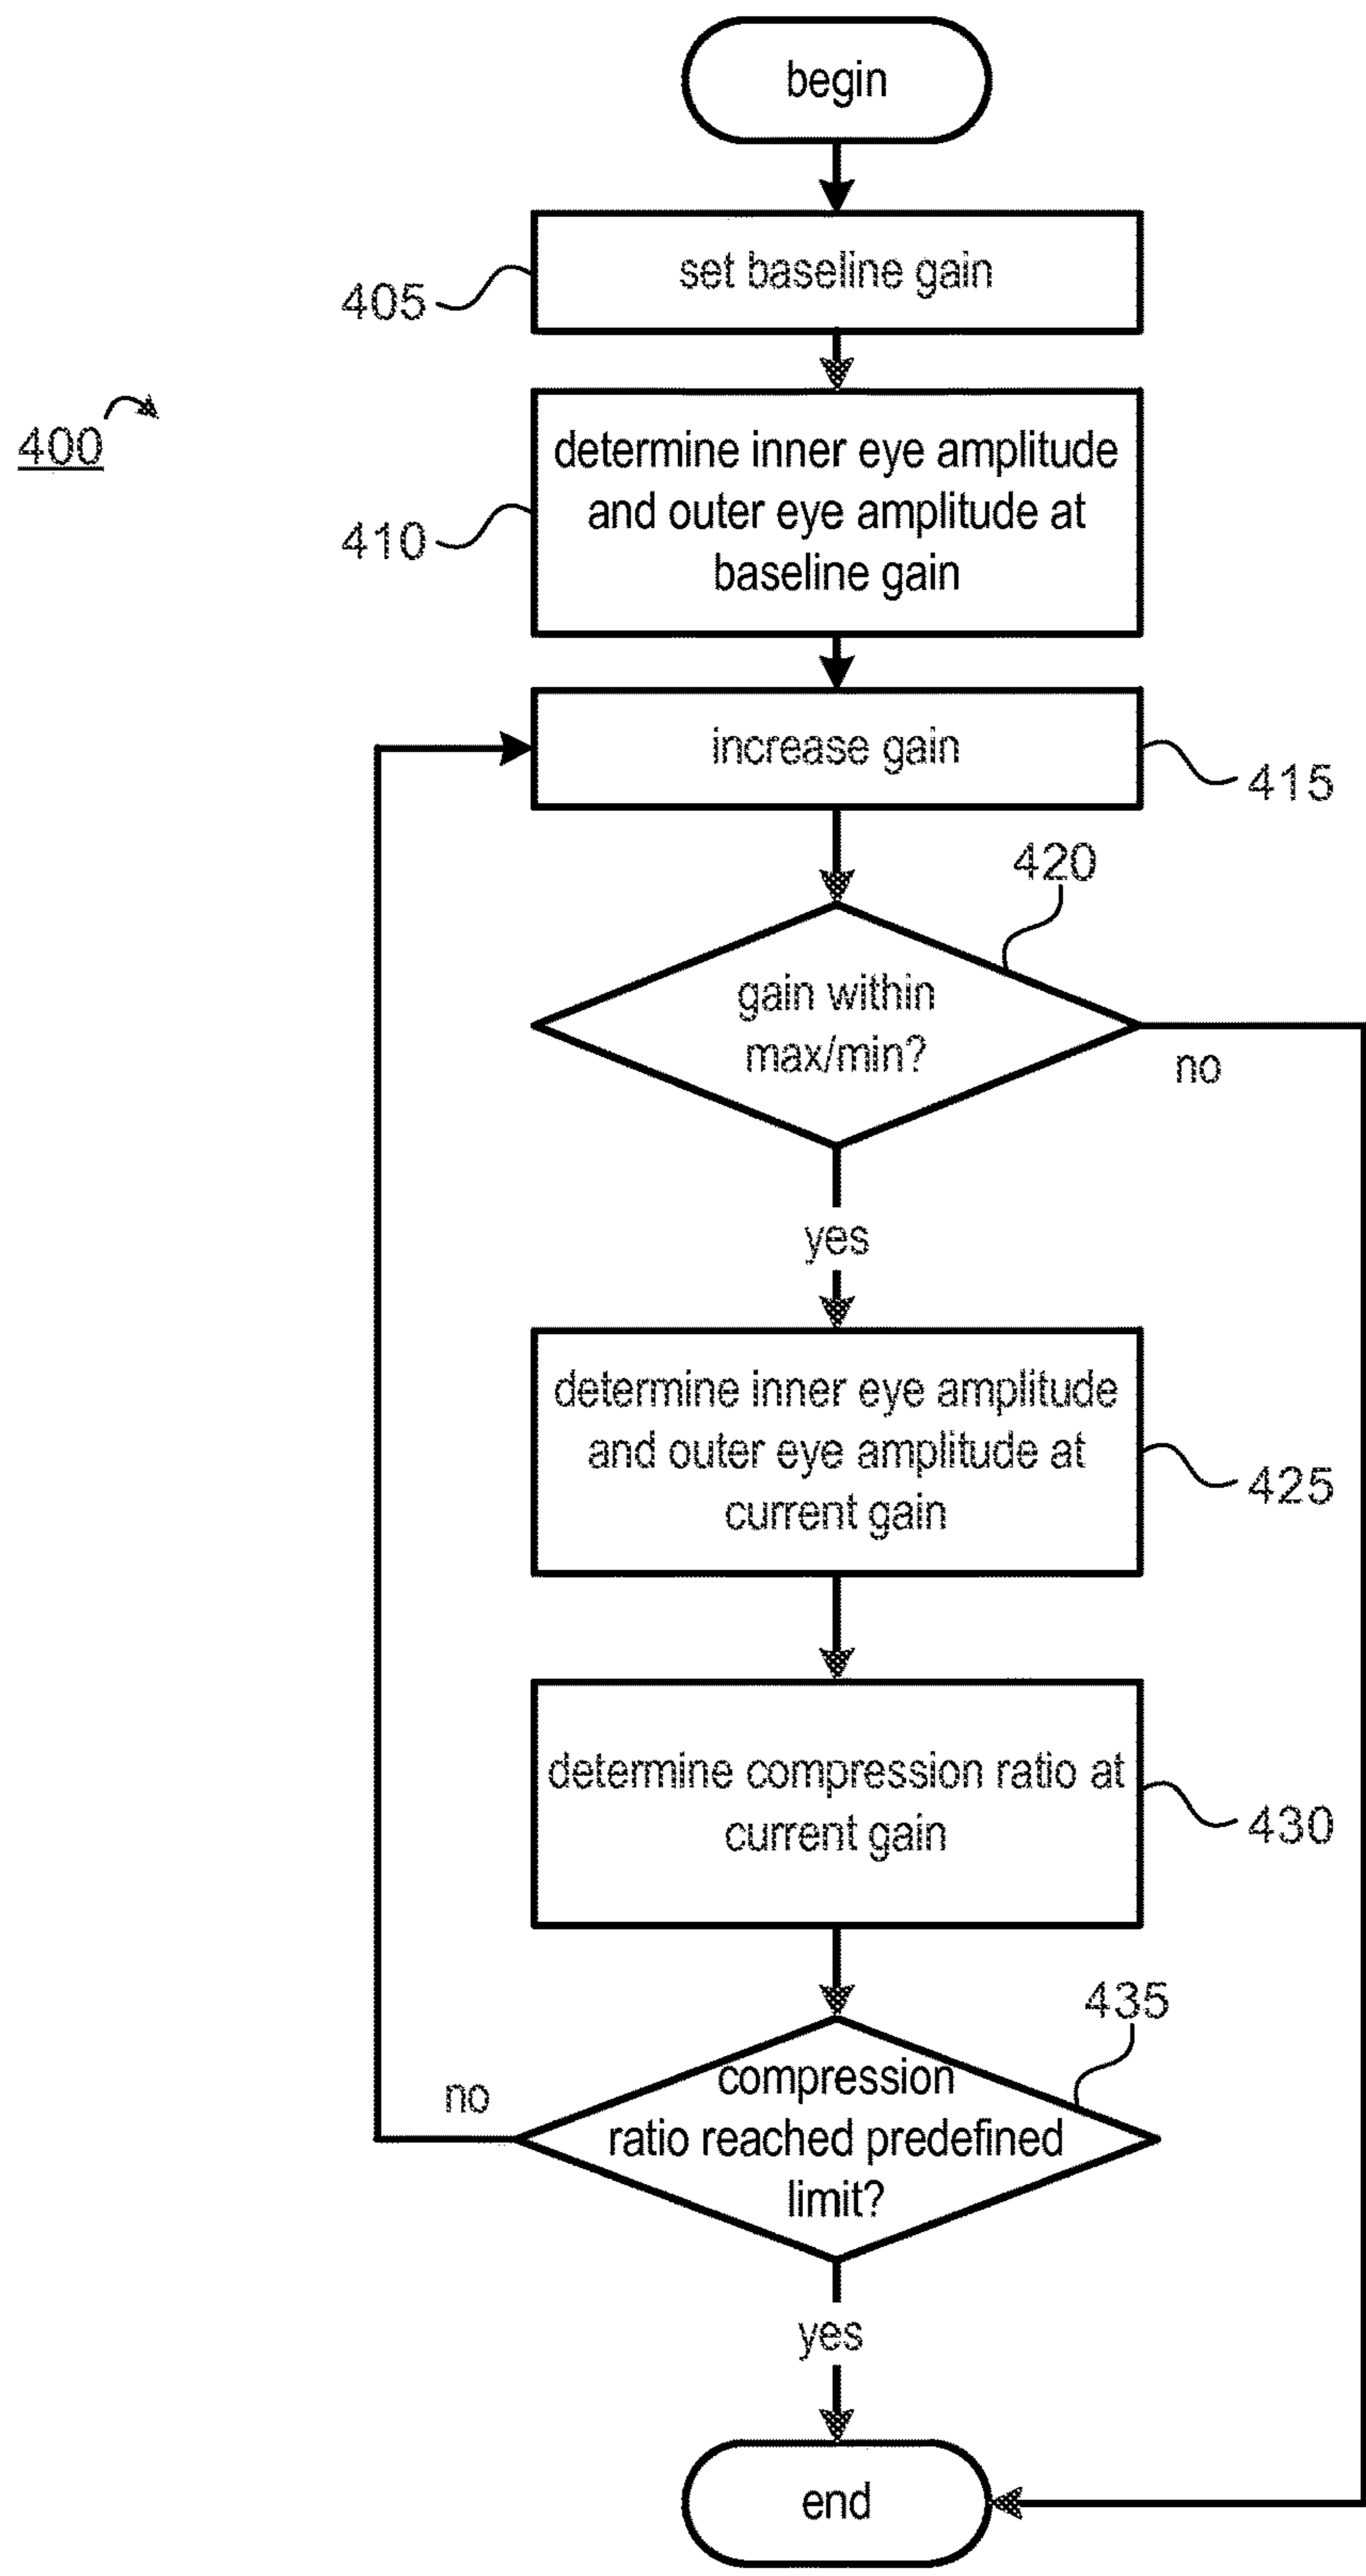 begin
set baseline gain
405
400
determine inner eye amplitude
and outer eye amplitude at
baseline gain
410
increase gain
415
420
gain within
max/min?
no
yes
determine inner eye amplitude
and outer eye amplitude at
current gain
425
determine compression ratio at
current gain
430
435
compression
ratio reached predefined
limit?
no
yes
end